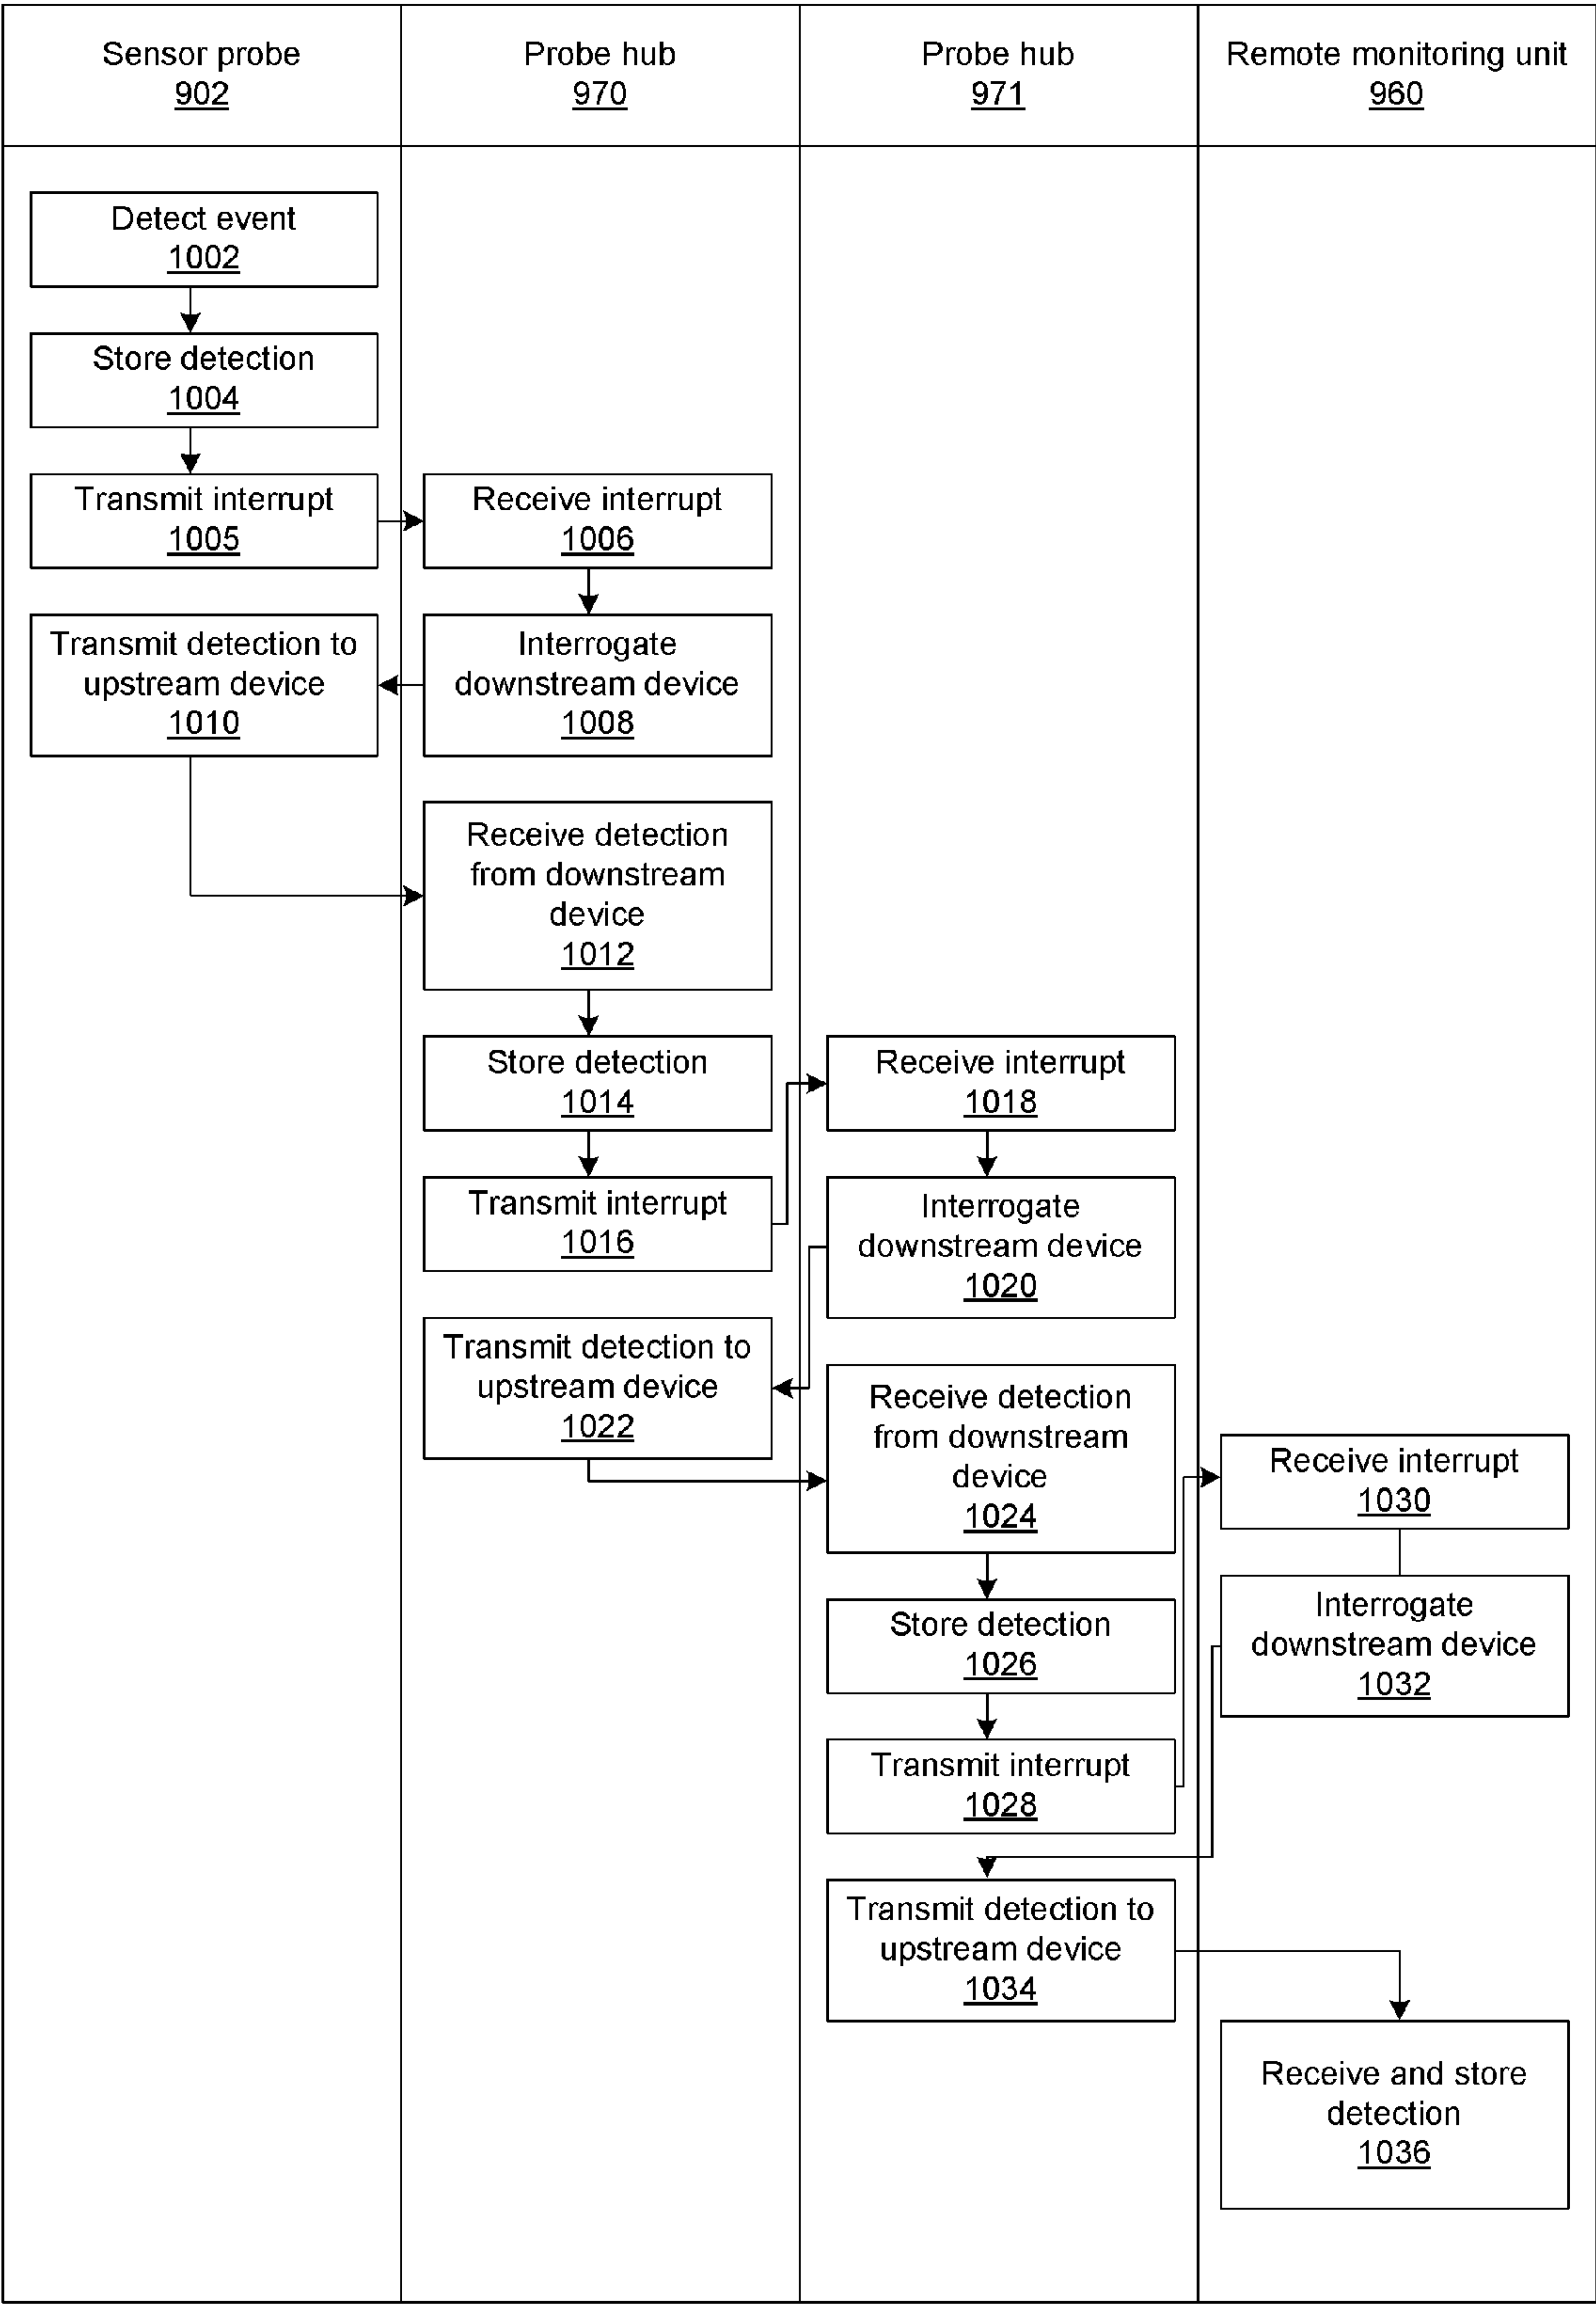 Sensor probe
902
Probe hub
970
Probe hub
971
Remote monitoring unit
960
Detect event
1002
Store detection
1004
Transmit interrupt
1005
Receive interrupt
1006
Transmit detection to
upstream device
1010
Interrogate
downstream device
1008
Receive detection
from downstream
device
1012
Store detection
1014
Receive interrupt
1018
Transmit interrupt
1016
Interrogate
downstream device
1020
Transmit detection to
upstream device
1022
Receive detection
from downstream
device
1024
Receive interrupt
1030
Store detection
1026
Interrogate
downstream device
1032
Transmit interrupt
1028
Transmit detection to
upstream device
1034
Receive and store
detection
1036